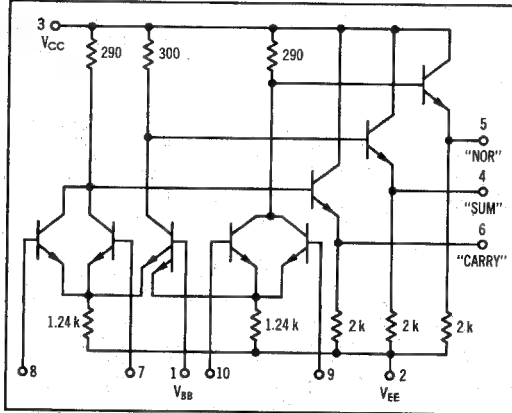 3
VCC
290
300
290
5
"NOR"
4
"SUM"
6
"CARRY"
1.24 k
1.24 k
2 k
2 k
2 k
8
7
1
VBB
10
9
2
VEE